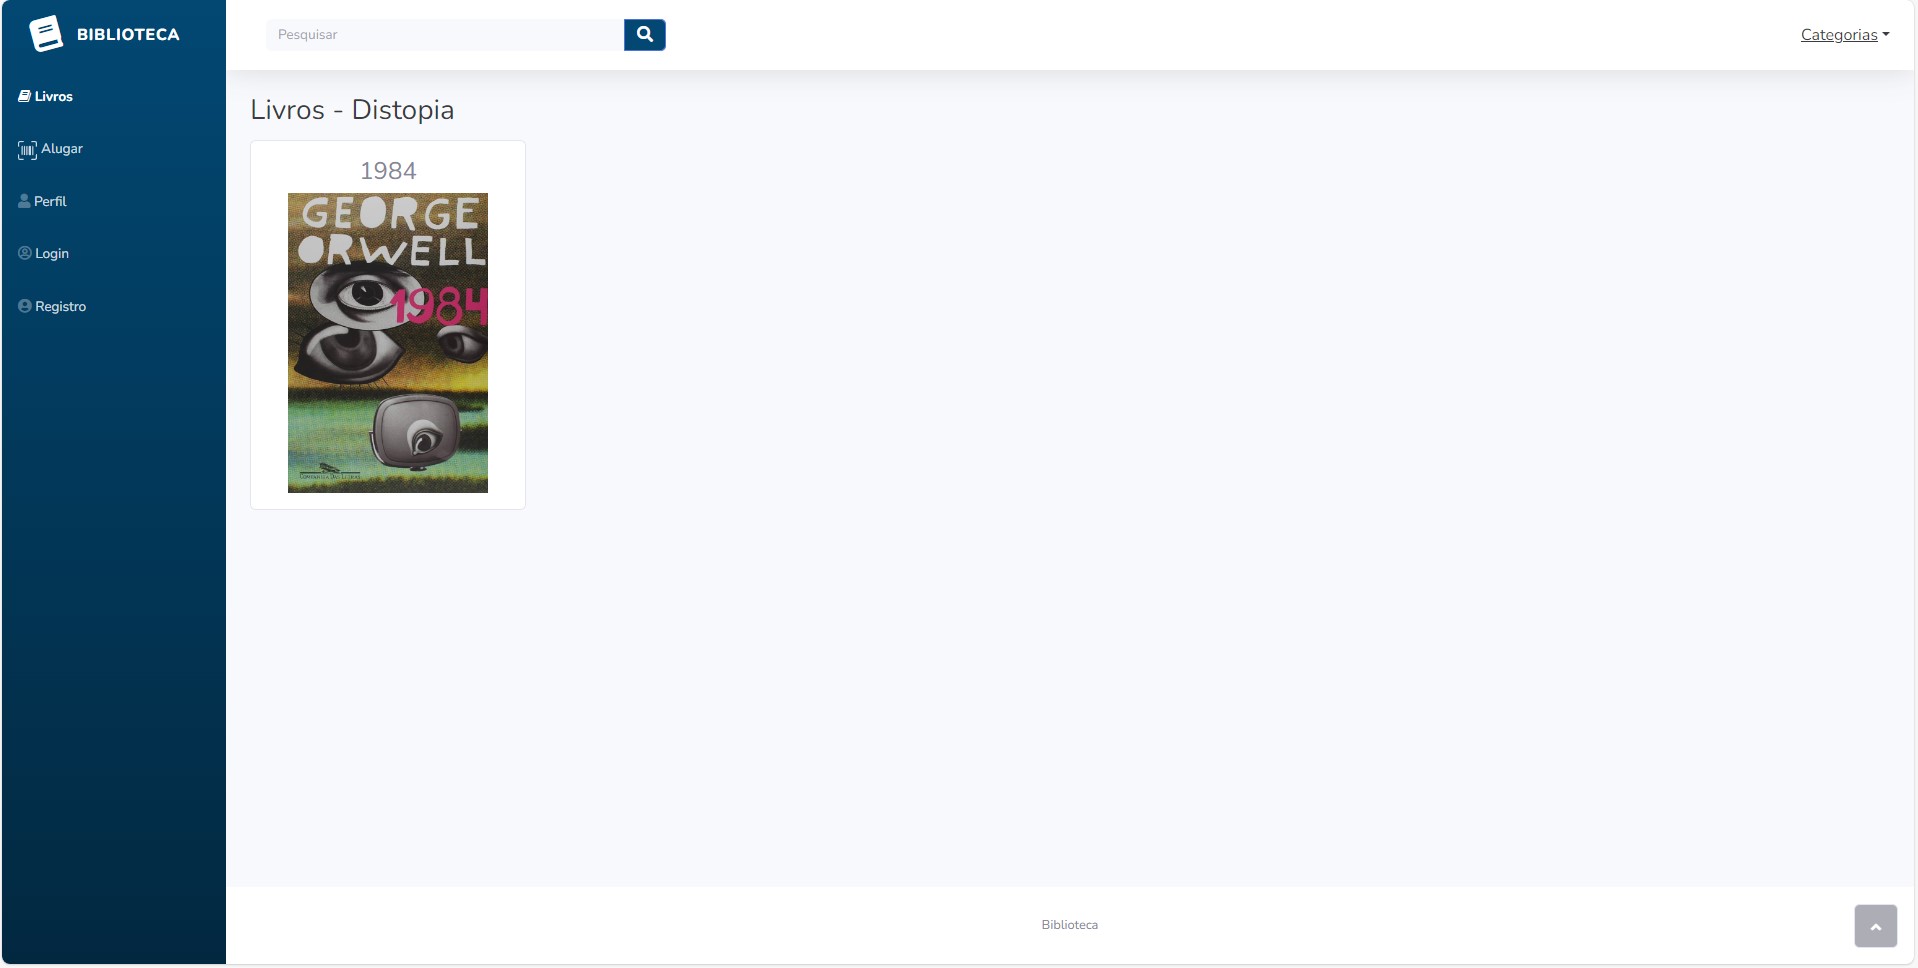 BIBLIOTECA
Livros
Alugar
Perfil
Login
Registro
Pesquisar
Categorias
Livros - Distopia
1984
GEORGE
ORWELL
1984
COMPANHIA DAS LETRAS
Biblioteca